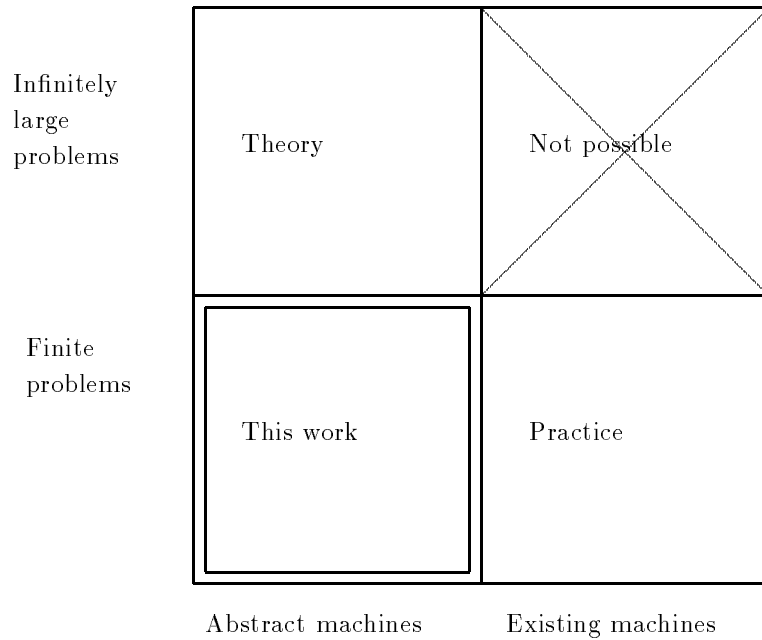 Infinitely
large
problems
Theory
Not possible
Finite
problems
This work
Practice
Abstract machines
Existing machines